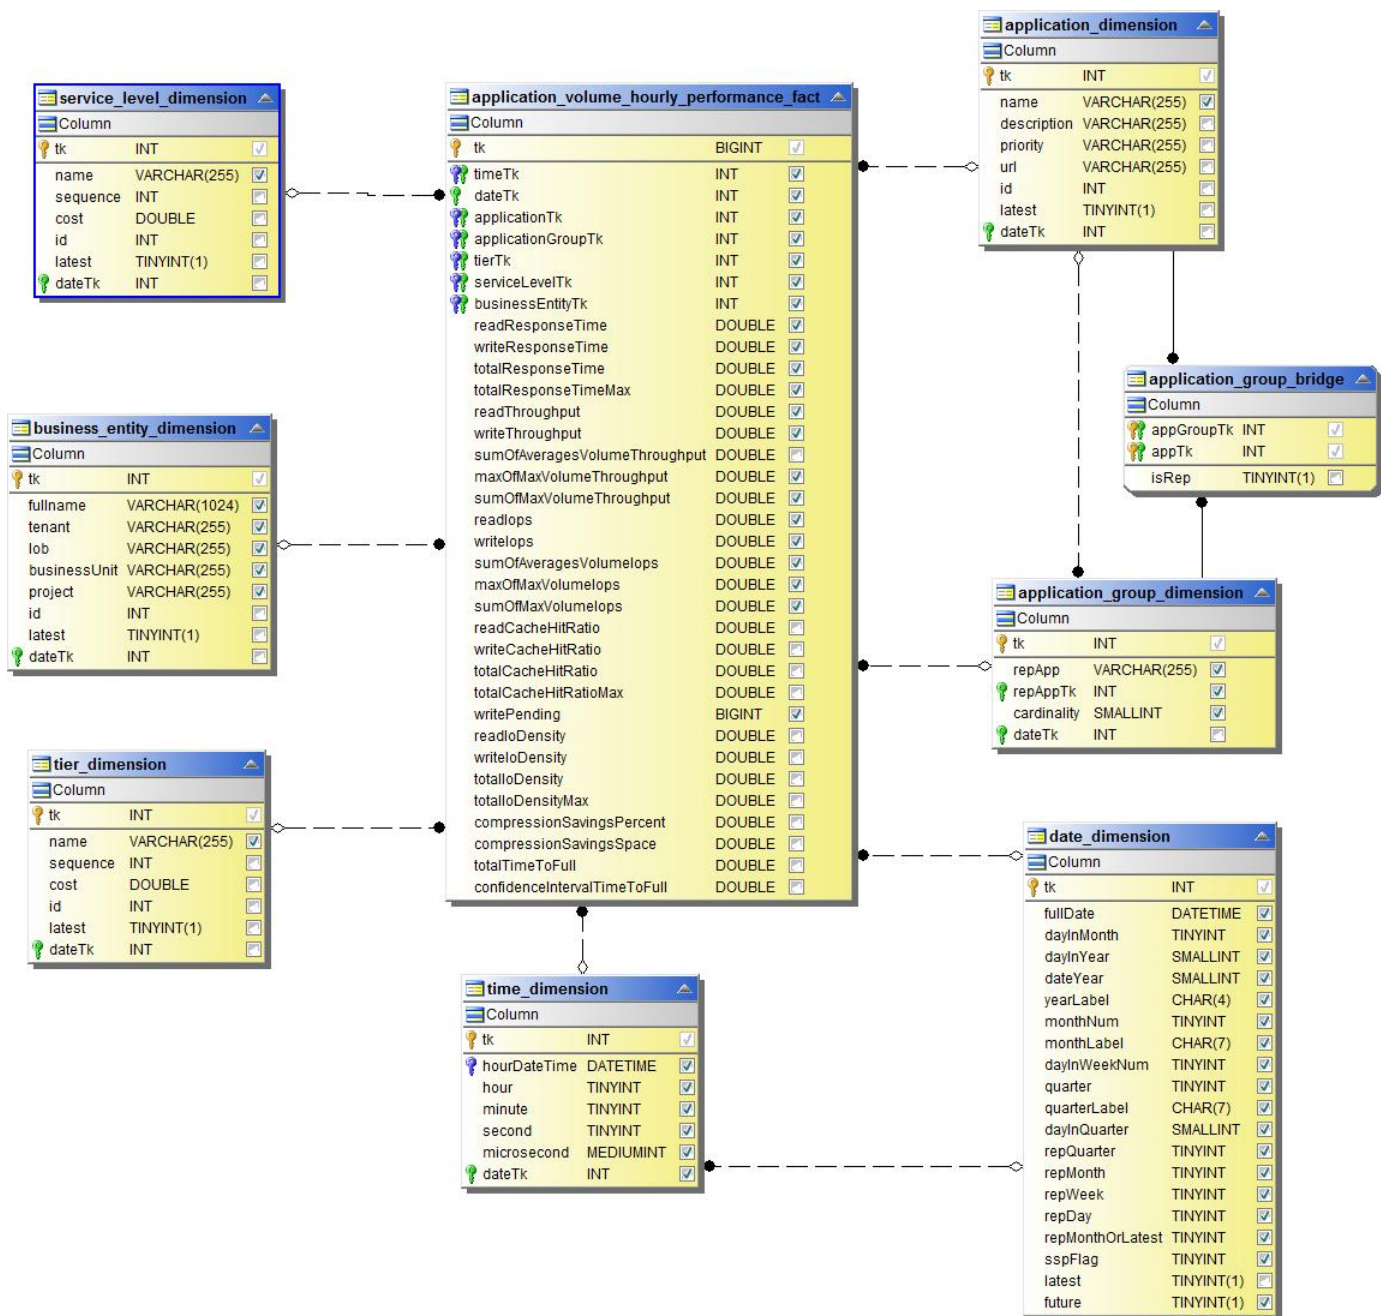 application_dimension
Column
tk INT
name VARCHAR(255)
description VARCHAR(255)
priority VARCHAR(255)
url VARCHAR(255)
id INT
latest TINYINT(1)
dateTk INT
service_level_dimension
Column
tk INT
name VARCHAR(255)
sequence INT
cost DOUBLE
id INT
latest TINYINT(1)
dateTk INT
application_volume_hourly_performance_fact
Column
tk BIGINT
timeTk INT
dateTk INT
applicationTk INT
applicationGroupTk INT
tierTk INT
serviceLevelTk INT
businessEntityTk INT
readResponseTime DOUBLE
writeResponseTime DOUBLE
totalResponseTime DOUBLE
totalResponseTimeMax DOUBLE
readThroughput DOUBLE
writeThroughput DOUBLE
sumOfAveragesVolumeThroughput DOUBLE
maxOfMaxVolumeThroughput DOUBLE
sumOfMaxVolumeThroughput DOUBLE
readIops DOUBLE
writeIops DOUBLE
sumOfAveragesVolumeIops DOUBLE
maxOfMaxVolumeIops DOUBLE
sumOfMaxVolumeIops DOUBLE
readCacheHitRatio DOUBLE
writeCacheHitRatio DOUBLE
totalCacheHitRatio DOUBLE
totalCacheHitRatioMax DOUBLE
writePending BIGINT
readIoDensity DOUBLE
writeIoDensity DOUBLE
totalIoDensity DOUBLE
totalIoDensityMax DOUBLE
compressionSavingsPercent DOUBLE
compressionSavingsSpace DOUBLE
totalTimeToFull DOUBLE
confidenceIntervalTimeToFull DOUBLE
application_group_bridge
Column
appGroupTk INT
appTk INT
isRep TINYINT(1)
business_entity_dimension
Column
tk INT
fullname VARCHAR(1024)
tenant VARCHAR(255)
lob VARCHAR(255)
businessUnit VARCHAR(255)
project VARCHAR(255)
id INT
latest TINYINT(1)
dateTk INT
application_group_dimension
Column
tk INT
repApp VARCHAR(255)
repAppTk INT
cardinality SMALLINT
dateTk INT
tier_dimension
Column
tk INT
name VARCHAR(255)
sequence INT
cost DOUBLE
id INT
latest TINYINT(1)
dateTk INT
date_dimension
Column
tk INT
fullDate DATETIME
dayInMonth TINYINT
dayInYear SMALLINT
dateYear SMALLINT
yearLabel CHAR(4)
monthNum TINYINT
monthLabel CHAR(7)
dayInWeekNum TINYINT
quarter TINYINT
quarterLabel CHAR(7)
dayInQuarter SMALLINT
repQuarter TINYINT
repMonth TINYINT
repWeek TINYINT
repDay TINYINT
repMonthOrLatest TINYINT
sspFlag TINYINT
latest TINYINT(1)
future TINYINT(1)
time_dimension
Column
tk INT
hourDateTime DATETIME
hour TINYINT
minute TINYINT
second TINYINT
microsecond MEDIUMINT
dateTk INT